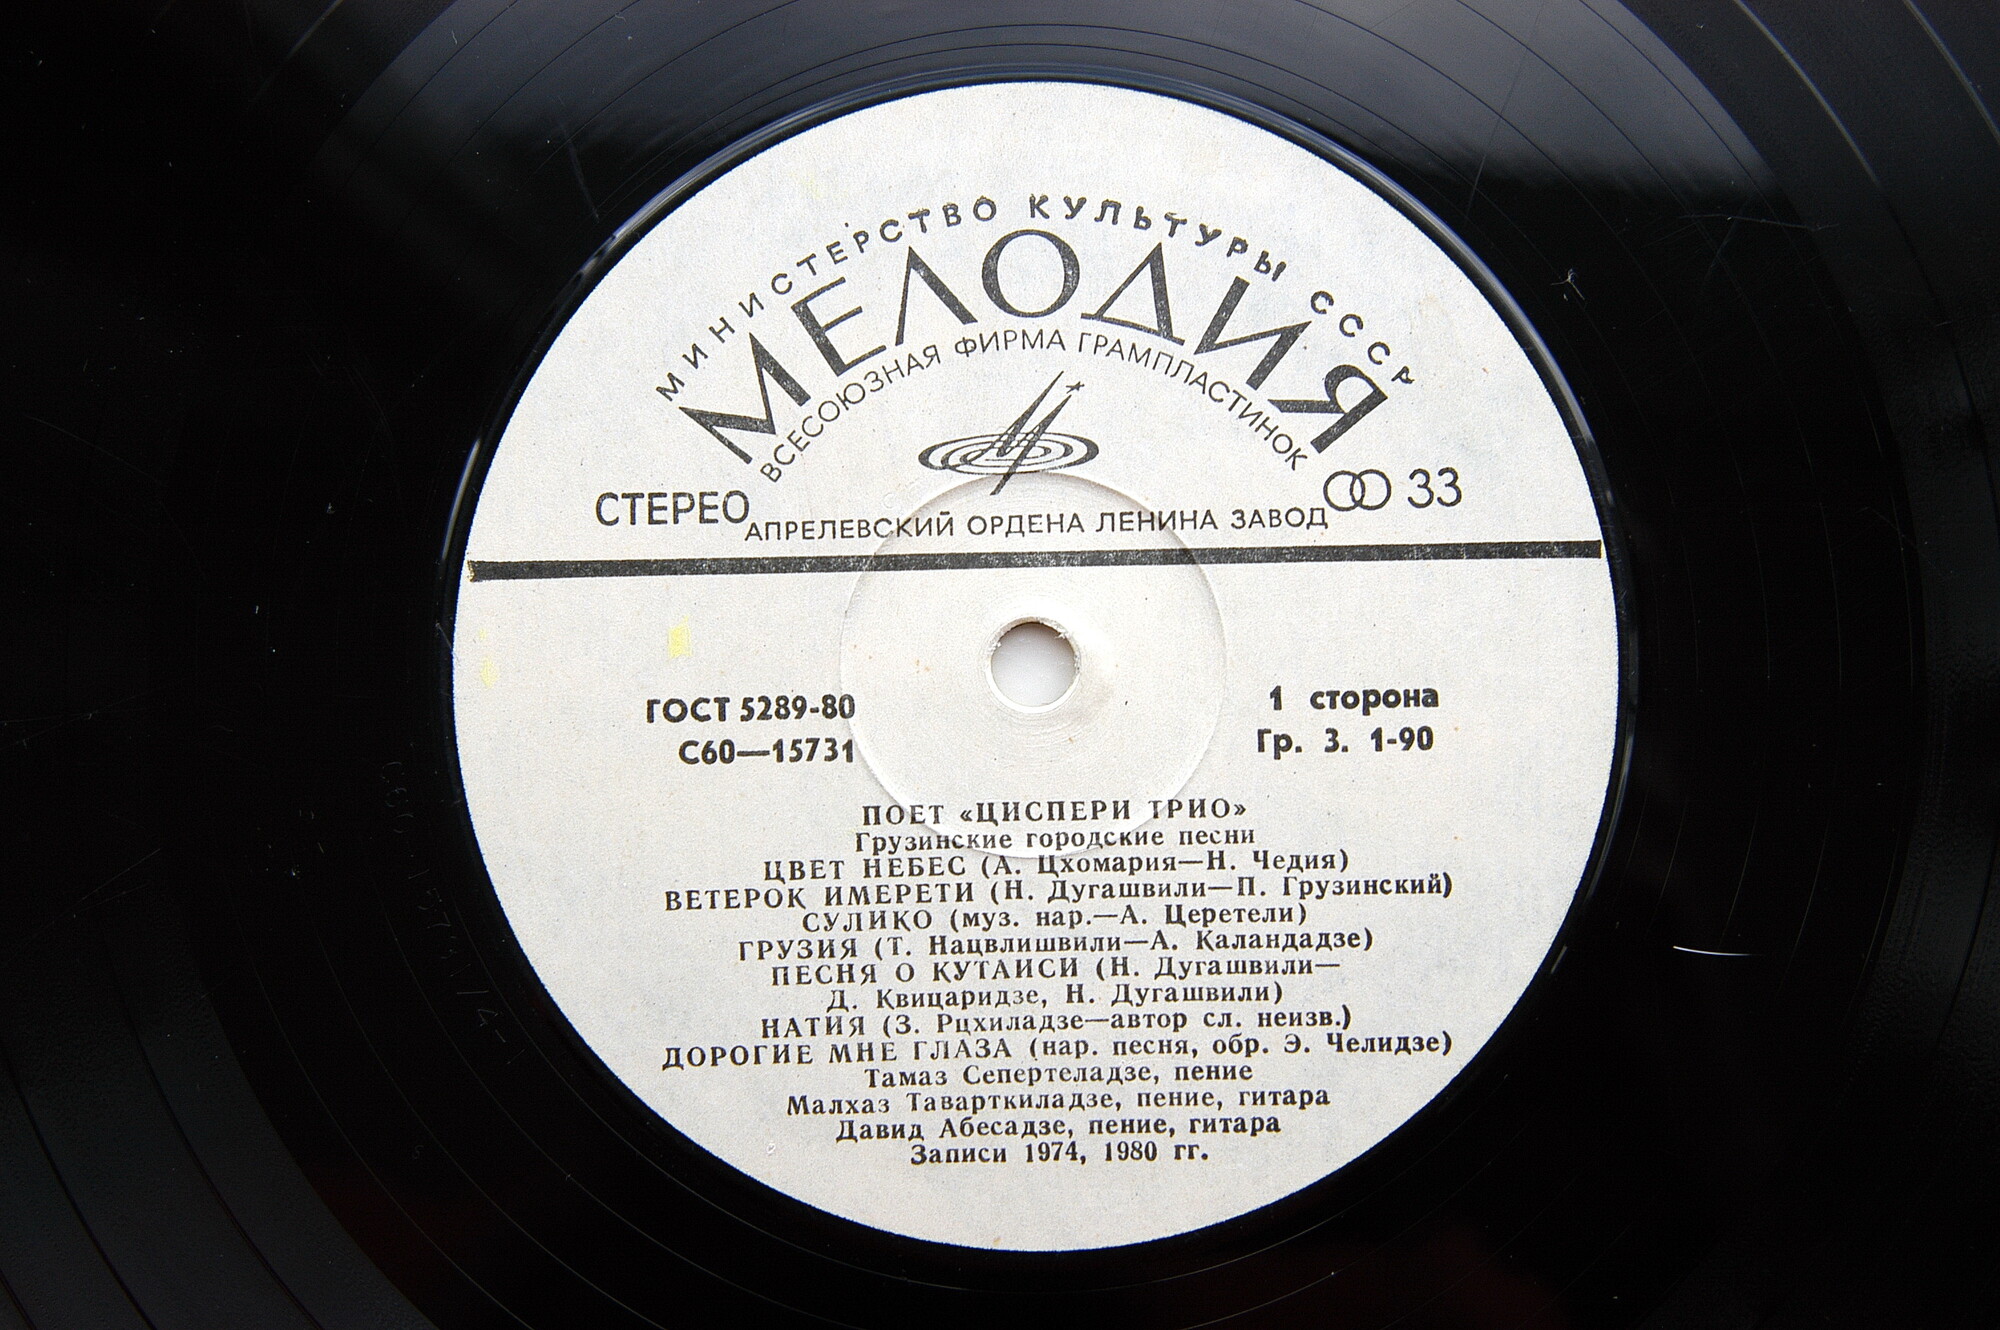 МИНИСТЕРСТВО КУЛЬТУРЫ СССР
МЕЛОДИЯ
ВСЕСОЮЗНАЯ ФИРМА ГРАМПЛАСТИНОК
СТЕРЕО
33
АПРЕЛЕВСКИЙ ОРДЕНА ЛЕНИНА ЗАВОД
ГОСТ 5289-80
С60—15731
1 сторона
Гр. 3. 1-90
ПОЕТ «ЦИСПЕРИ ТРИО»
Грузинские городские песни
ЦВЕТ НЕБЕС (А. Цхомария—Н. Чедия)
ВЕТЕРОК ИМЕРЕТИ (Н. Дугашвили—П. Грузинский)
СУЛИКО (муз. нар.—А. Церетели)
ГРУЗИЯ (Т. Нацвлишвили—А. Каландадзе)
ПЕСНЯ О КУТАИСИ (Н. Дугашвили—
Д. Квицаридзе, Н. Дугашвили)
НАТИЯ (З. Рцхиладзе—автор сл. неизв.)
ДОРОГИЕ МНЕ ГЛАЗА (нар. песня, обр. Э. Челидзе)
Тамаз Сепертеладзе, пение
Малхаз Таварткиладзе, пение, гитара
Давид Абесадзе, пение, гитара
Записи 1974, 1980 гг.